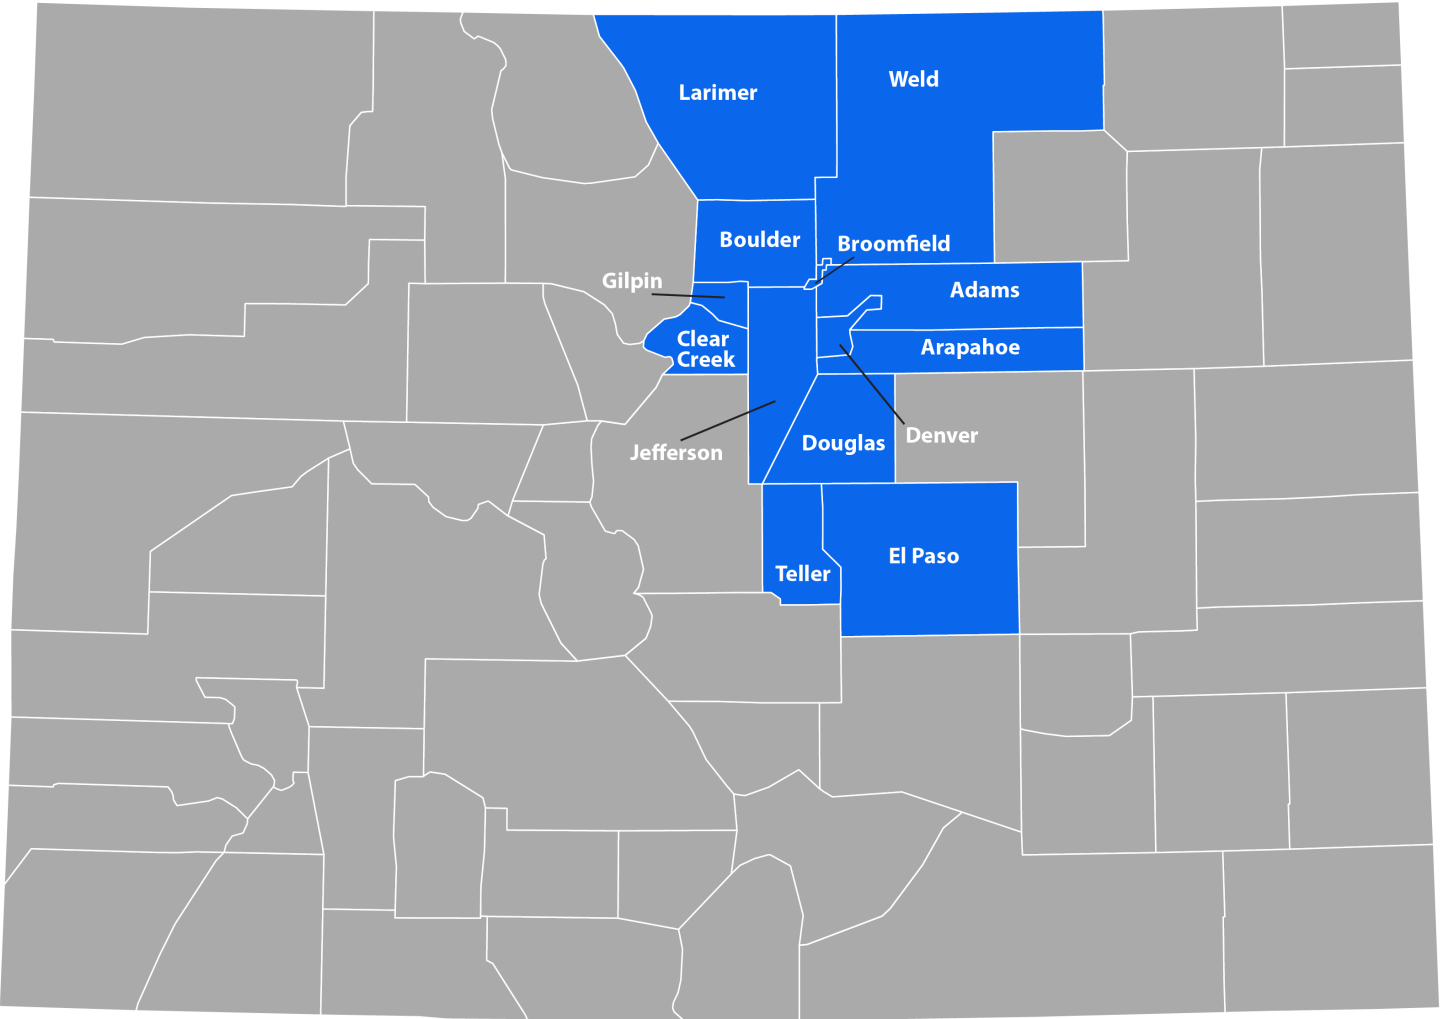 Larimer
Weld
Boulder
Broomfield
Gilpin
Adams
Clear
Creek
Arapahoe
Jefferson
Douglas
Denver
Teller
El Paso